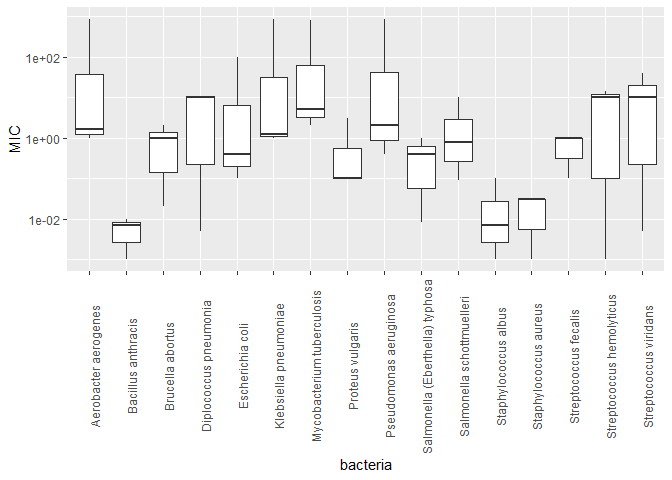 MIC
1e+02
1e+00
1e-02
Aerobacter aerogenes
Bacillus anthracis
Brucella abortus
Diplococcus pneumonia
Escherichia coli
Klebsiella pneumoniae
Mycobacterium tuberculosis
Proteus vulgaris
Pseudomonas aeruginosa
Salmonella (Eberthella) typhosa
Salmonella schottmuelleri
Staphylococcus albus
Staphylococcus aureus
Streptococcus fecalis
Streptococcus hemolyticus
Streptococcus viridans
bacteria